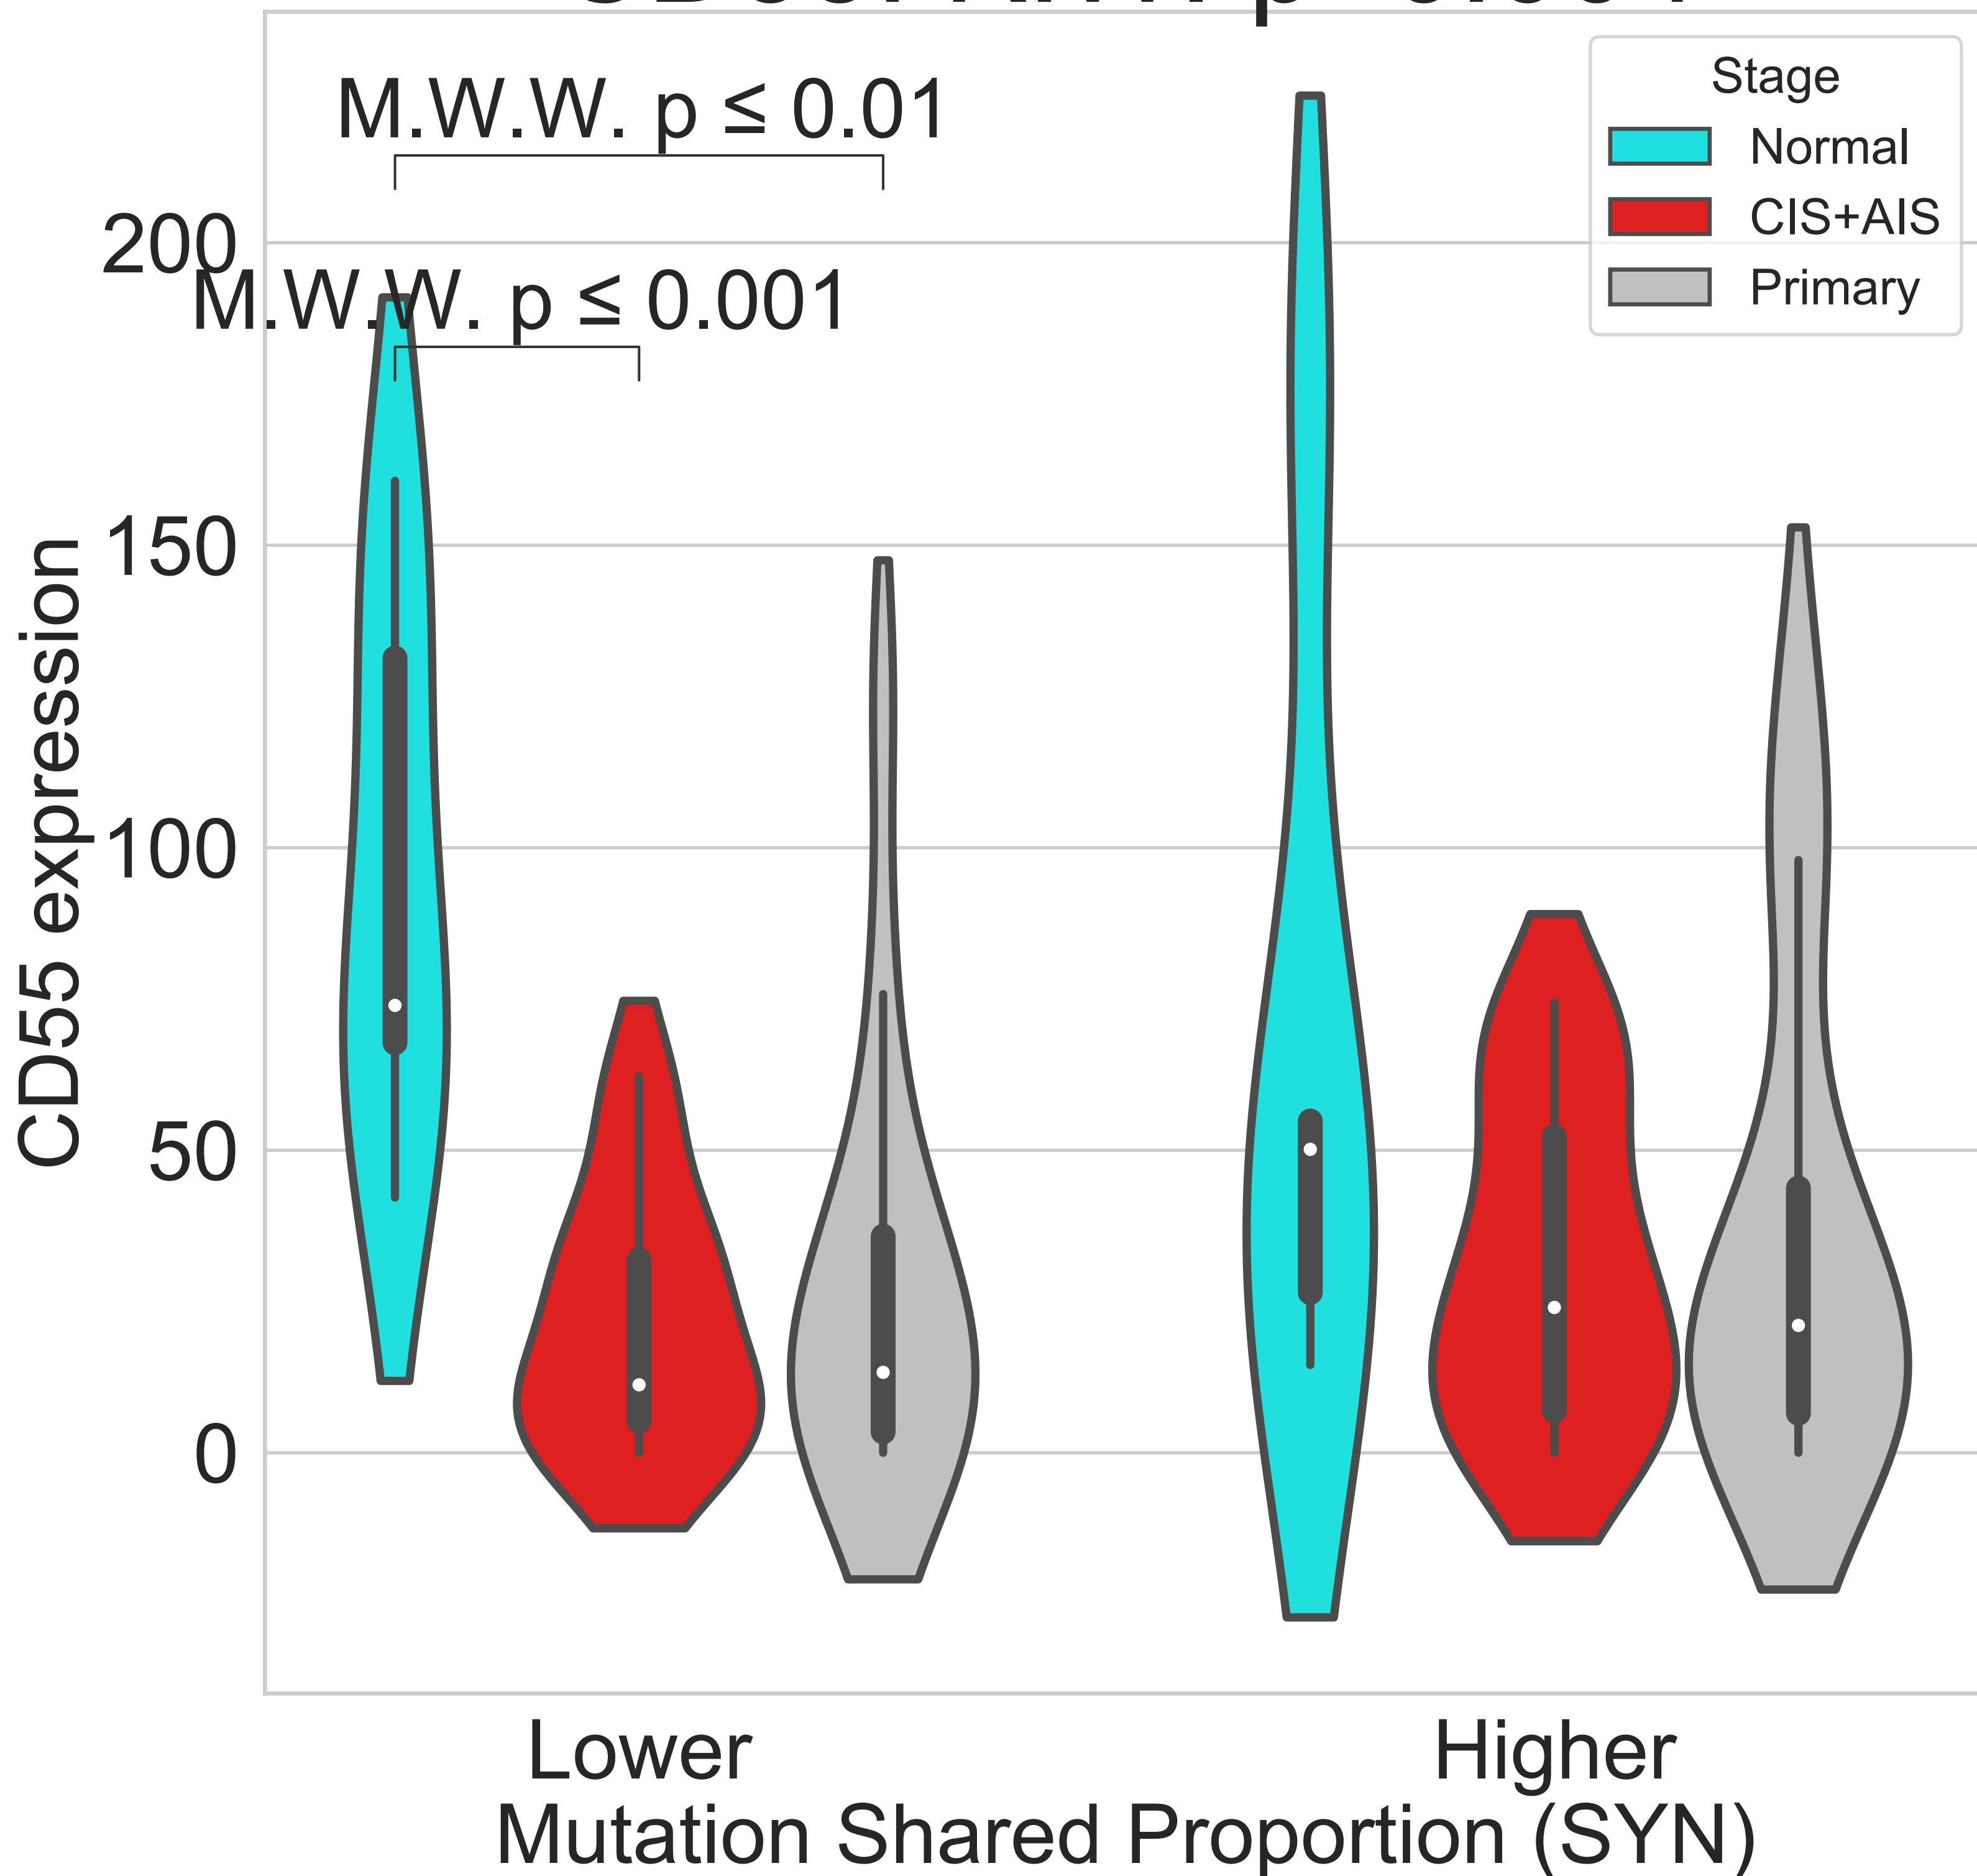 M.W.W. p ≤ 0.01
Stage
Normal
CIS+AIS
Primary
200
M.W.W. p ≤ 0.001
150
100
50
0
CD55 expression
Lower
Higher
Mutation Shared Proportion (SYN)